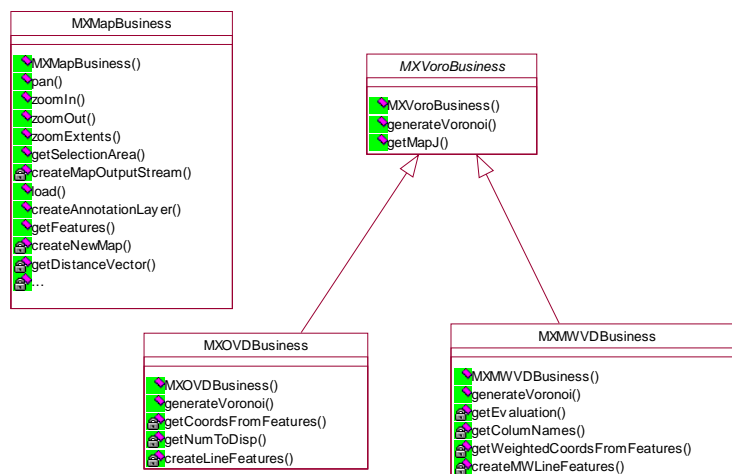 MXMapBusiness
MXMapBusiness()
pan()
zoomIn()
zoomOut()
zoomExtents()
getSelectionArea()
createMapOutputStream()
load()
createAnnotationLayer()
getFeatures()
createNewMap()
getDistanceVector()
...
MXVoroBusiness
MXVoroBusiness()
generateVoronoi()
getMapJ()
MXOVDBusiness
MXOVDBusiness()
generateVoronoi()
getCoordsFromFeatures()
getNumToDisp()
createLineFeatures()
MXMWVDBusiness
MXMWVDBusiness()
generateVoronoi()
getEvaluation()
getColumNames()
getWeightedCoordsFromFeatures()
createMWLineFeatures()